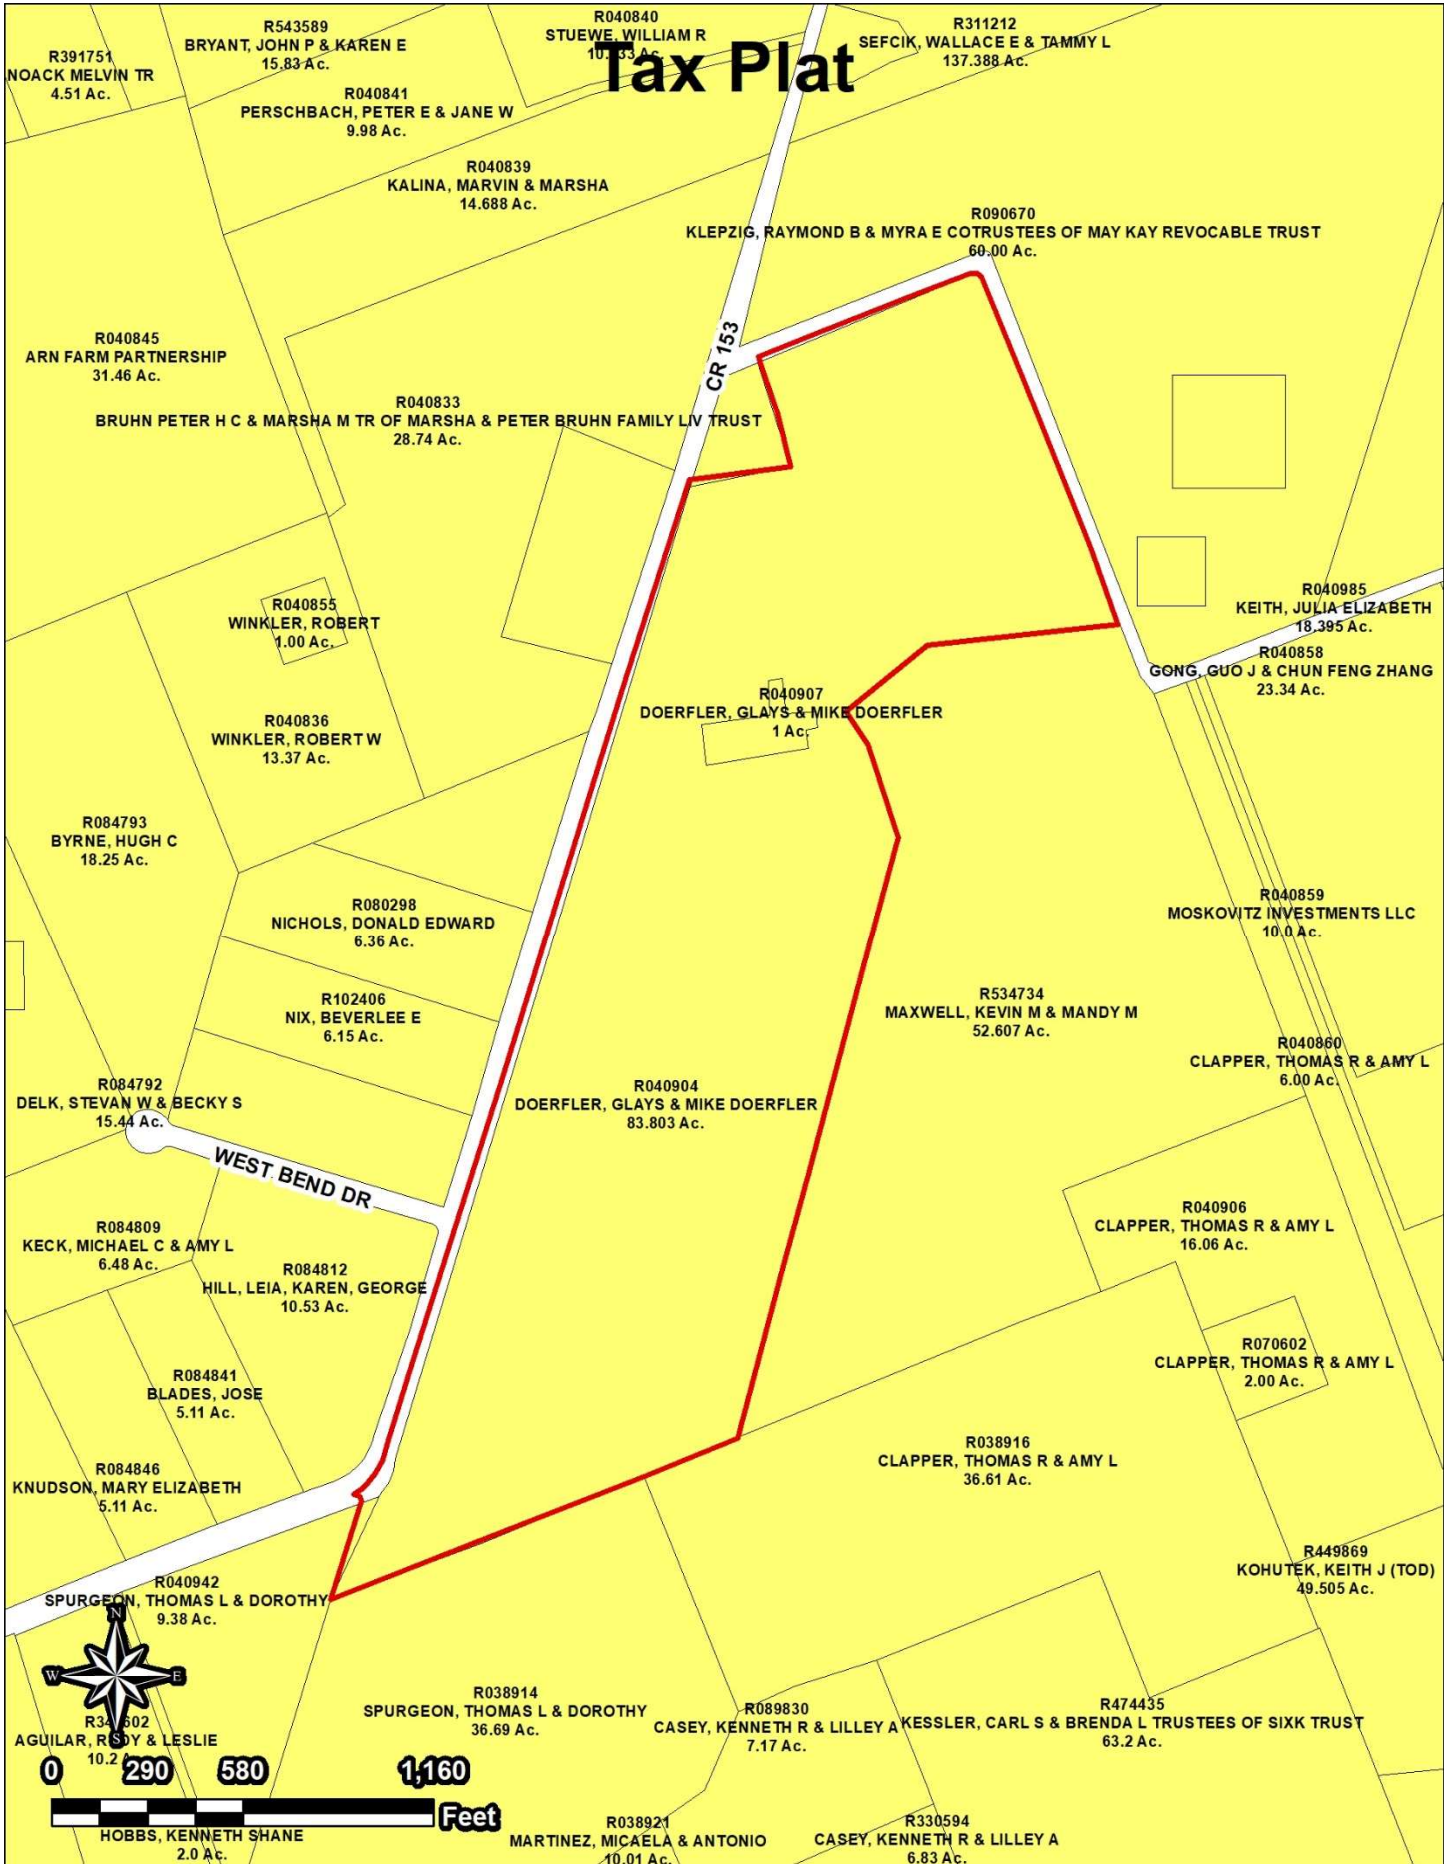 Tax Plat
R543589
BRYANT, JOHN P & KAREN E
15.83 Ac.
R040840
STUEWE, WILLIAM R
R311212
SEFCIK, WALLACE E & TAMMY L
137.388 Ac.
R391751
NOACK MELVIN TR
4.51 Ac.
R040841
PERSCHBACH, PETER E & JANE W
9.98 Ac.
R040839
KALINA, MARVIN & MARSHA
14.688 Ac.
R090670
KLEPZIG, RAYMOND B & MYRA E COTRUSTEES OF MAY KAY REVOCABLE TRUST
60.00 Ac.
CR 153
R040845
ARN FARM PARTNERSHIP
31.46 Ac.
R040833
BRUHN PETER H C & MARSHA M TR OF MARSHA & PETER BRUHN FAMILY LIV TRUST
28.74 Ac.
R040855
WINKLER, ROBERT
1.00 Ac.
R040985
KEITH, JULIA ELIZABETH
18.395 Ac.
R040858
GONG, GUO J & CHUN FENG ZHANG
23.34 Ac.
R040907
DOERFLER, GLAYS & MIKE DOERFLER
1 Ac.
R040836
WINKLER, ROBERT W
13.37 Ac.
R084793
BYRNE, HUGH C
18.25 Ac.
R080298
NICHOLS, DONALD EDWARD
6.36 Ac.
R040859
MOSKOVITZ INVESTMENTS LLC
10.0 Ac.
R102406
NIX, BEVERLEE E
6.15 Ac.
R534734
MAXWELL, KEVIN M & MANDY M
52.607 Ac.
R040860
CLAPPER, THOMAS R & AMY L
6.00 Ac.
R084792
DELK, STEVAN W & BECKY S
15.44 Ac.
R040904
DOERFLER, GLAYS & MIKE DOERFLER
83.803 Ac.
WEST BEND DR
R084809
KECK, MICHAEL C & AMY L
6.48 Ac.
R040906
CLAPPER, THOMAS R & AMY L
16.06 Ac.
R084812
HILL, LEIA, KAREN, GEORGE
10.53 Ac.
R070602
CLAPPER, THOMAS R & AMY L
2.00 Ac.
R084841
BLADES, JOSE
5.11 Ac.
R038916
CLAPPER, THOMAS R & AMY L
36.61 Ac.
R084846
KNUDSON, MARY ELIZABETH
5.11 Ac.
R449869
KOHUTEK, KEITH J (TOD)
49.505 Ac.
R040942
SPURGEON, THOMAS L & DOROTHY
9.38 Ac.
N
W E
S
R038914
SPURGEON, THOMAS L & DOROTHY
36.69 Ac.
R089830
CASEY, KENNETH R & LILLEY A
7.17 Ac.
R474435
KESSLER, CARL S & BRENDA L TRUSTEES OF SIXK TRUST
63.2 Ac.
AGUILAR, & LESLIE
10.2
0 290 580 1,160
Feet
HOBBS, KENNETH SHANE
2.0 Ac.
R038921
MARTINEZ, MICAELA & ANTONIO
10.01 Ac.
R330594
CASEY, KENNETH R & LILLEY A
6.83 Ac.